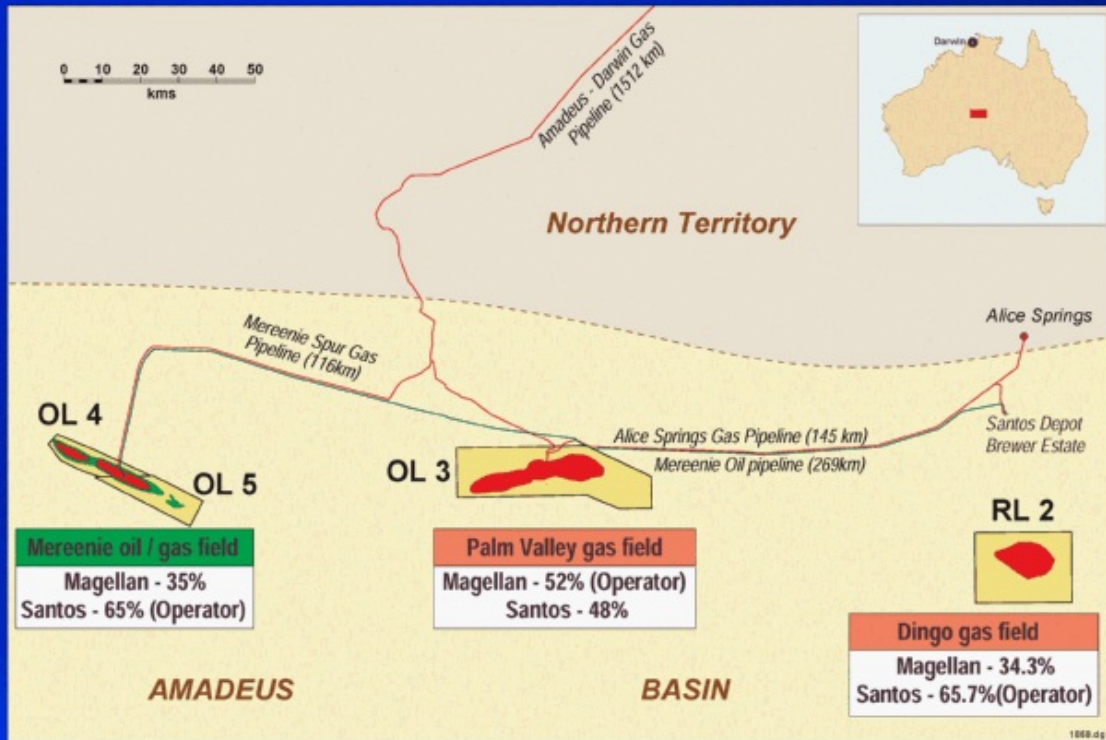 0 10 20 30 40 50
kms
Amadeus - Darwin Gas
Pipeline (1512 km)
Darwin
Northern Territory
Alice Springs
Mereenie Spur Gas
Pipeline (116km)
OL 4
OL 5
OL 3
Alice Springs Gas Pipeline (145 km)
Mereenie Oil pipeline (269km)
Santos Depot
Brewer Estate
RL 2
Mereenie oil / gas field
Magellan - 35%
Santos - 65% (Operator)
Palm Valley gas field
Magellan - 52% (Operator)
Santos - 48%
Dingo gas field
Magellan - 34.3%
Santos - 65.7%(Operator)
AMADEUS
BASIN
1868.dg